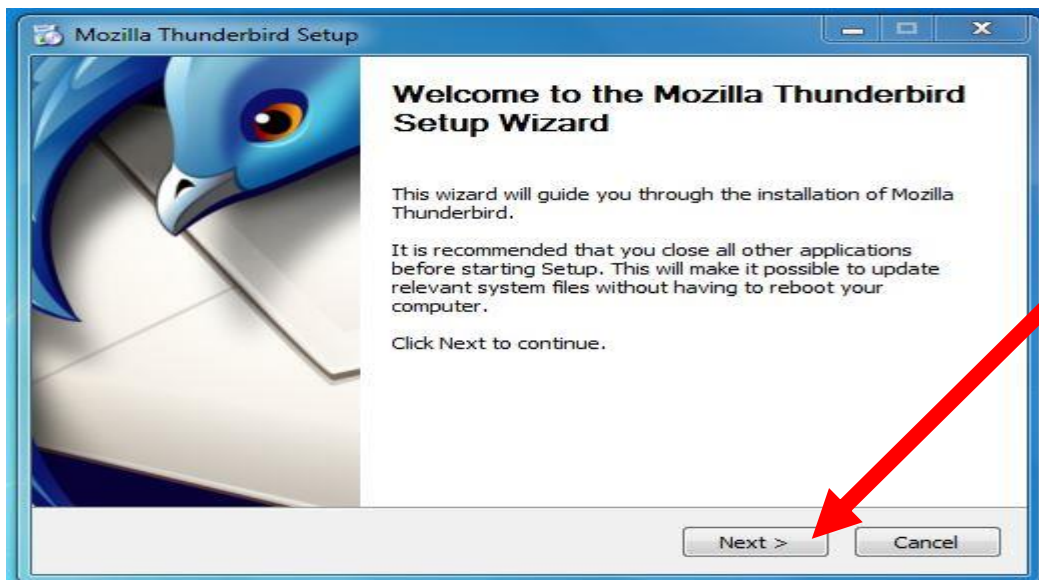 Mozilla Thunderbird Setup
Welcome to the Mozilla Thunderbird
Setup Wizard
This wizard will guide you through the installation of Mozilla
Thunderbird.
It is recommended that you close all other applications
before starting Setup. This will make it possible to update
relevant system files without having to reboot your
computer.
Click Next to continue.
Next >
Cancel